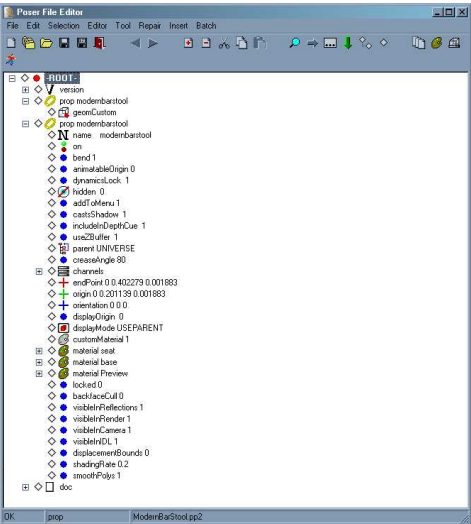 Poser File Editor
File Edit Selection Editor Tool Repair Insert Batch
-ROOT-
version
prop modernbarstool
geomCustom
prop modernbarstool
name modernbarstool
on
bend 1
animatableOrigin 0
dynamicsLock 1
hidden 0
addToMenu 1
castsShadow 1
includeInDepthCue 1
useZBuffer 1
parent UNIVERSE
creaseAngle 80
channels
endPoint 0 0.402279 0.001883
origin 0 0.201139 0.001883
orientation 0 0 0
displayOrigin 0
displayMode USEPARENT
customMaterial 1
material seat
material base
material Preview
locked 0
backfaceCull 0
visibleInReflections 1
visibleInRender 1
visibleInCamera 1
visibleInIDL 1
displacementBounds 0
shadingRate 0.2
smoothPolys 1
doc
OK prop ModernBarStool.pp2